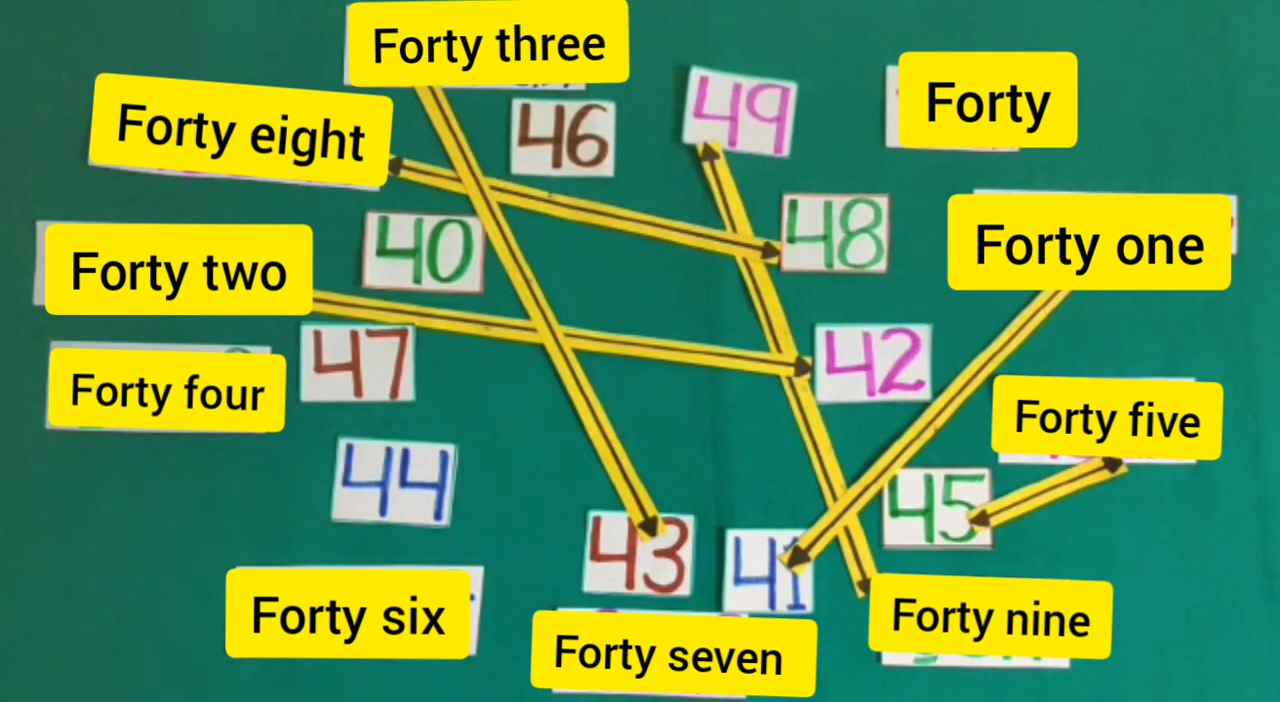 Forty three
Forty eight
46
49
Forty
Forty two
40
48
Forty one
47
42
Forty four
Forty five
44
45
43
41
Forty six
Forty seven
Forty nine